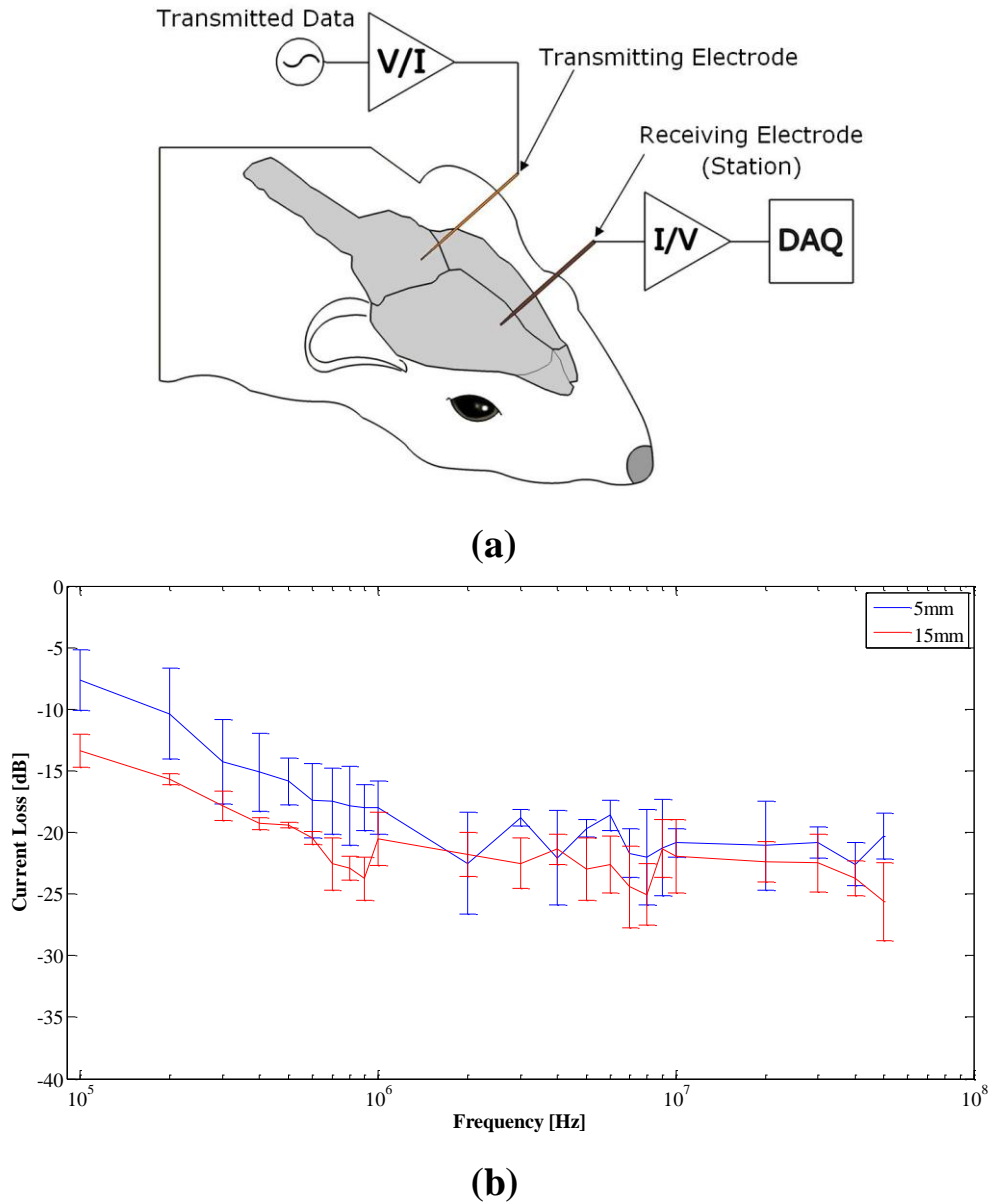 Transmitted Data
V/I
Transmitting Electrode
Receiving Electrode
(Station)
I/V
DAQ
(a)
0
-5
-10
-15
-20
-25
-30
-35
-40
Current Loss [dB]
5mm
15mm
10^5
10^6
10^7
10^8
Frequency [Hz]
(b)